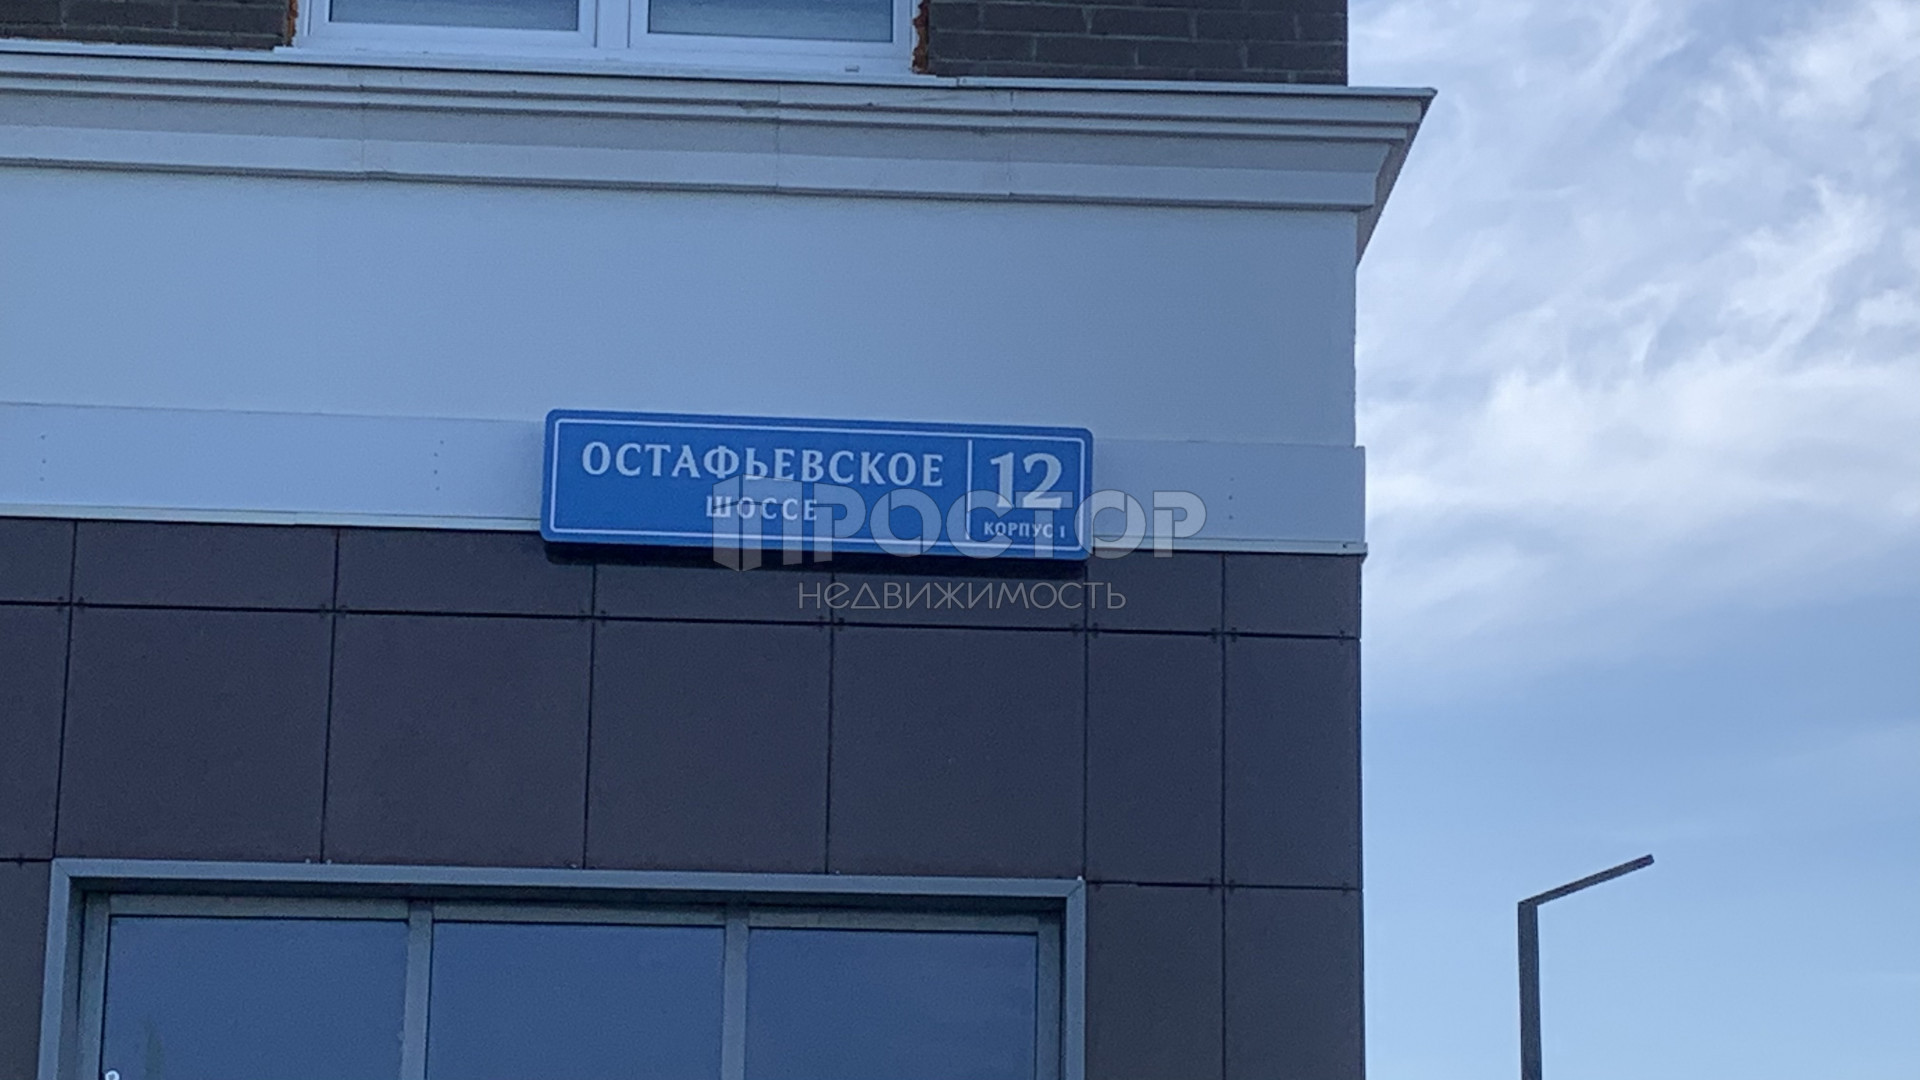 ОСТАФЬЕВСКОЕ
ШОССЕ
12
КОРПУС 1
ПРОСТОР
НЕДВИЖИМОСТЬ